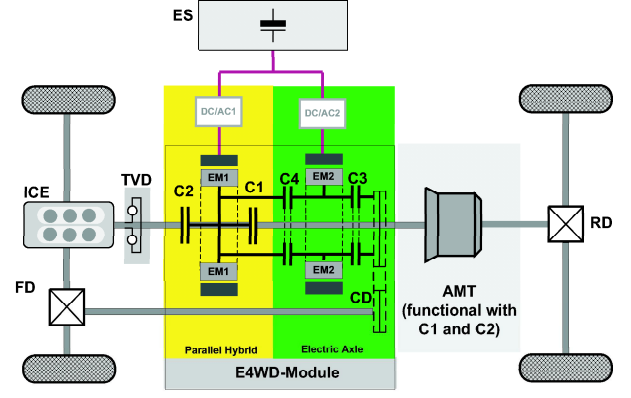 ES
DC/AC1
DC/AC2
TVD
ICE
C2
EM1
C1
C4
EM2
C3
RD
FD
EM1
EM2
CD
AMT
(functional with
C1 and C2)
Parallel Hybrid
Electric Axle
E4WD-Module